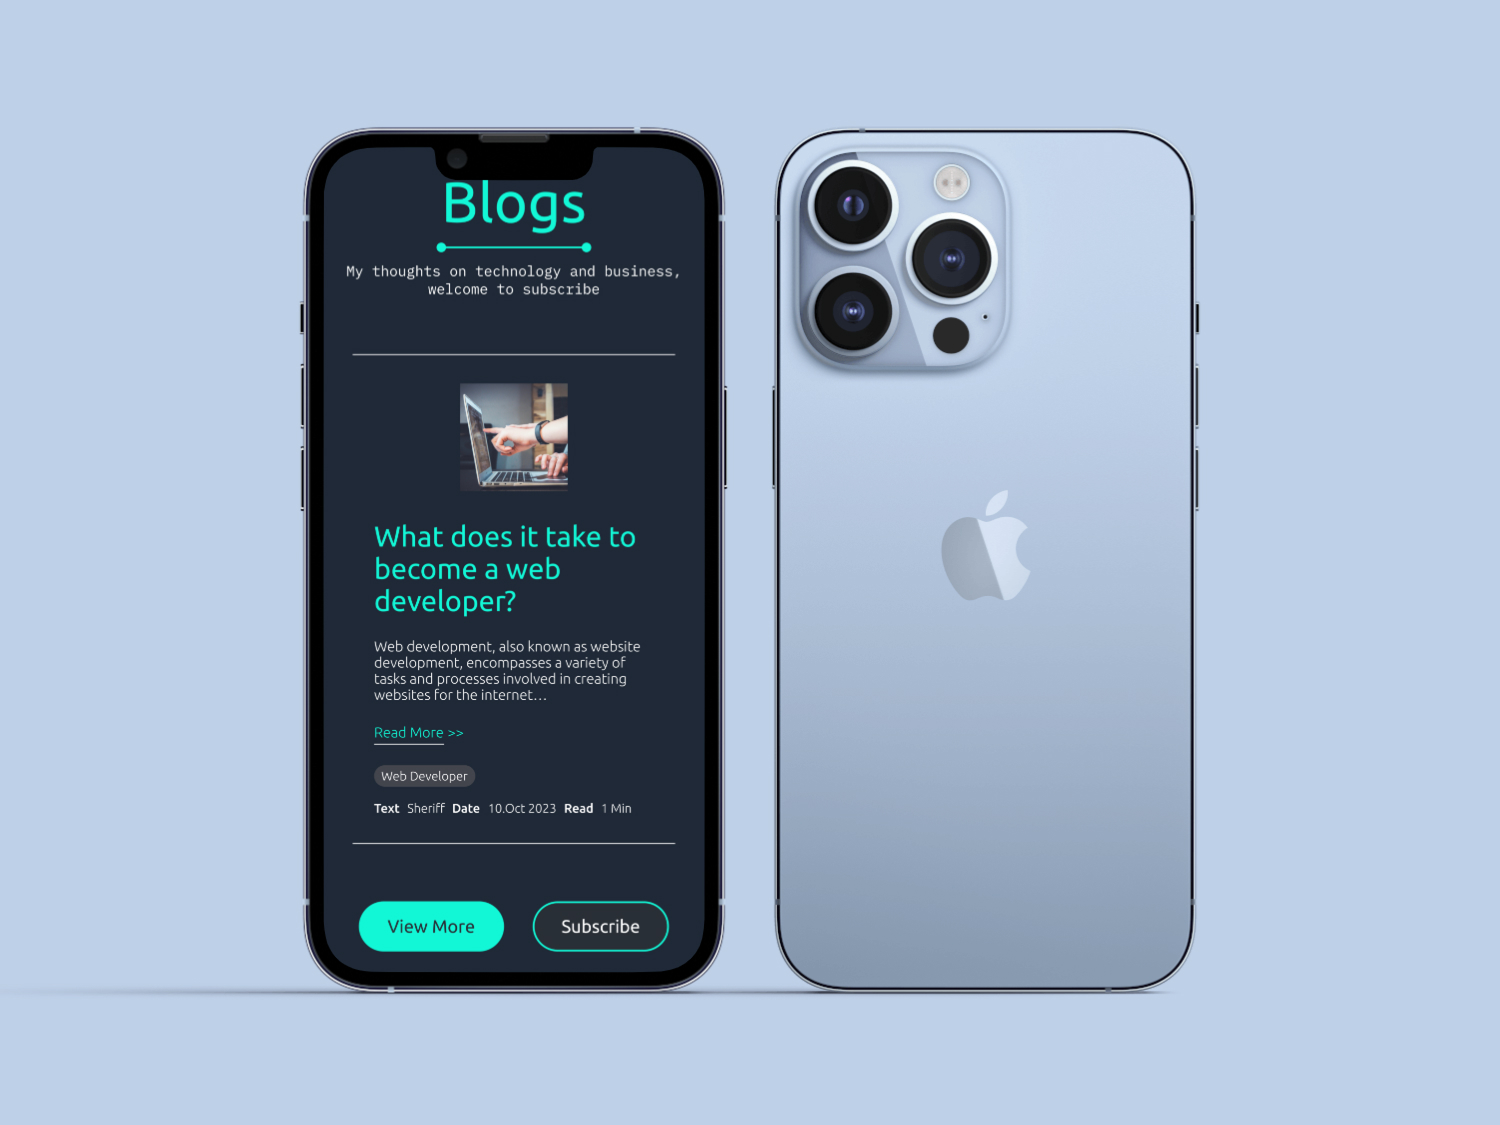 Blogs
My thoughts on technology and business,
welcome to subscribe
What does it take to
become a web
developer?
Web development, also known as website
development, encompasses a variety of
tasks and processes involved in creating
websites for the internet...
Read More >>
Web Developer
Text Sheriff Date 10.Oct 2023 Read 1 Min
View More
Subscribe